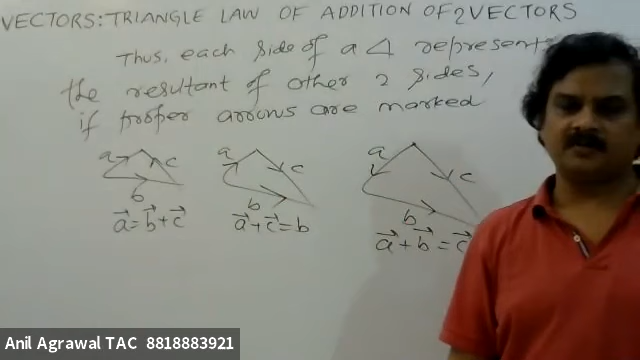 VECTORS: TRIANGLE LAW OF ADDITION OF 2 VECTORS
Thus, each side of a Δ represent
the resultant of other 2 sides,
if proper arrows are marked
a c b
a c b
a c b
a⃗ = b⃗ + c⃗
a⃗ + c⃗ = b
a⃗ + b⃗ = c⃗
Anil Agrawal TAC 8818883921